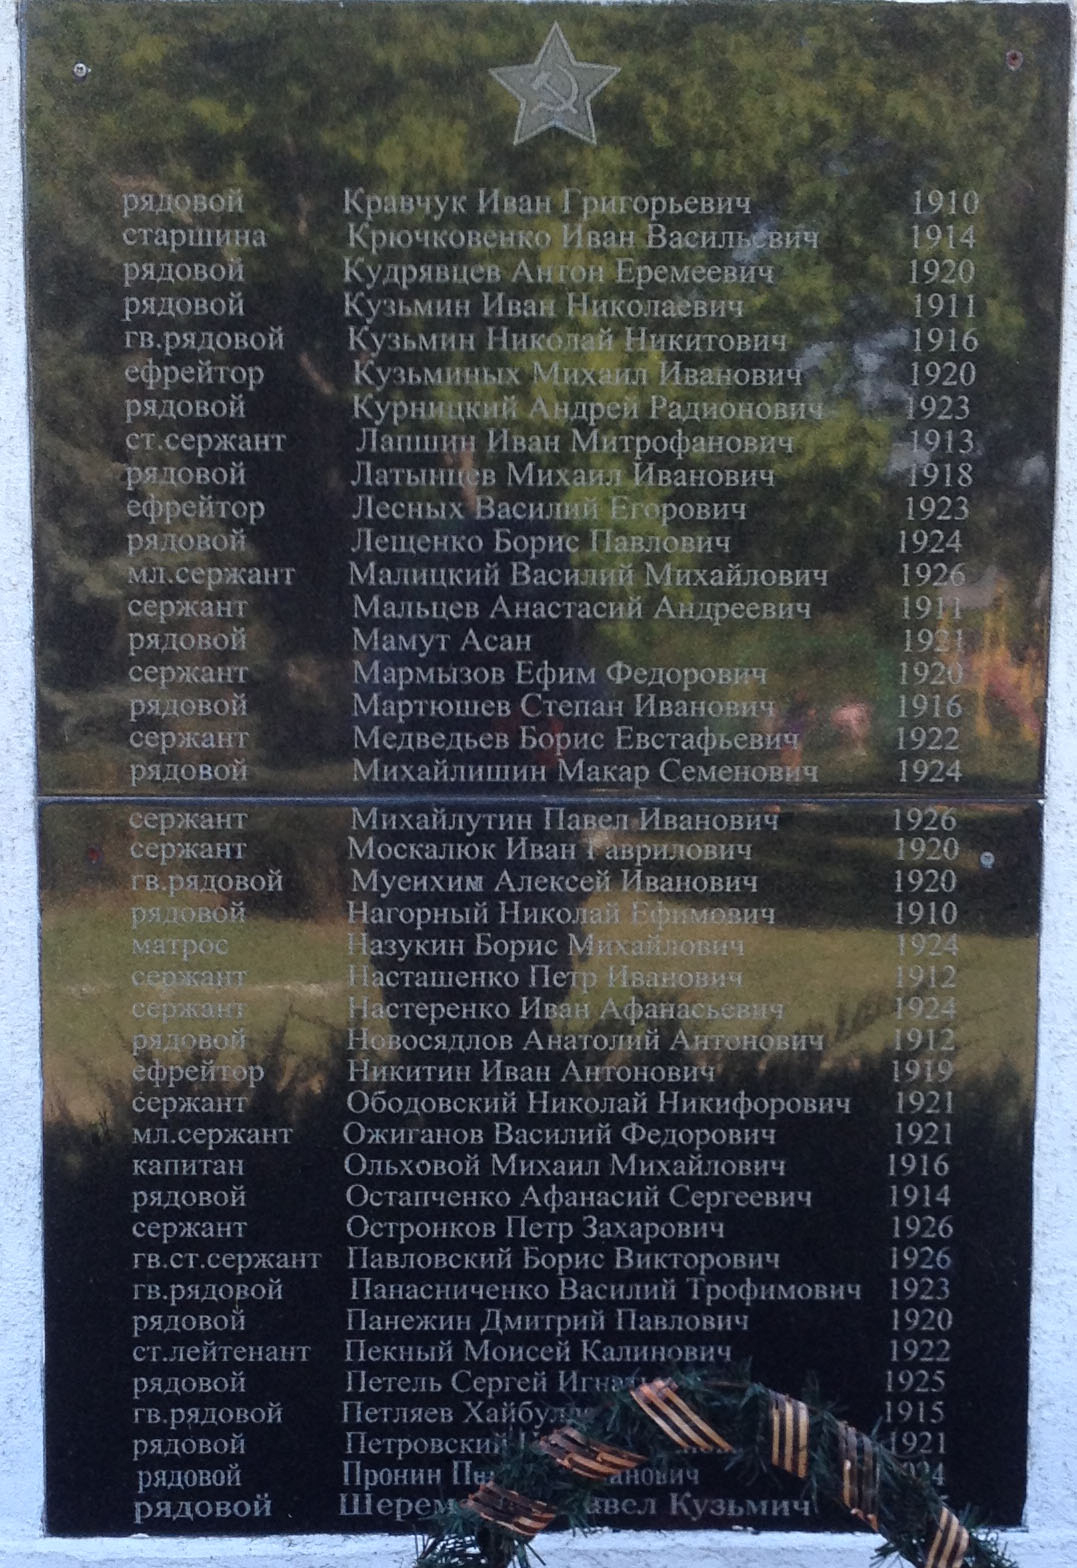 рядовой Кравчук Иван Григорьевич 1910
старшина Крючковенко Иван Васильевич 1914
рядовой Кудрявцев Антон Еремеевич 1920
рядовой Кузьмин Иван Николаевич 1911
гв.рядовой Кузьмин Николай Никитович 1916
ефрейтор Кузьминых Михаил Иванович 1920
рядовой Курницкий Андрей Радионович 1923
ст.сержант Лапшин Иван Митрофанович 1913
рядовой Латынцев Михаил Иванович 1918
ефрейтор Лесных Василий Егорович 1923
рядовой Лещенко Борис Павлович 1924
мл.сержант Малицкий Василий Михайлович 1926
сержант Мальцев Анастасий Андреевич 1911
рядовой Мамут Асан 1921
сержант Мармызов Ефим Федорович 1920
рядовой Мартюшев Степан Иванович 1916
сержант Медведьев Борис Евстафьевич 1922
рядовой Михайлишин Макар Семенович 1924
сержант Михайлутин Павел Иванович 1926
сержант Москалюк Иван Гаврилович 1920
гв.рядовой Алексей Иванович 1920
рядовой Нагорный Николай Ефимович 1910
матрос Назукин Борис Михайлович 1924
сержант Насташенко Петр Иванович 1912
сержант Настеренко Иван Афанасьевич 1924
рядовой Новосядлов Анатолий Антонович 1912
ефрейтор Никитин Иван Антонович 1919
сержант Ободовский Николай Никифорович 1921
мл.сержант Ожиганов Василий Федорович 1921
капитан Ольховой Михаил Михайлович 1916
рядовой Остапченко Афанасий Сергеевич 1914
сержант Остронков Петр Захарович 1926
гв.ст.сержант Павловский Борис Викторович 1926
гв.рядовой Панасниченко Василий Трофимович 1923
рядовой Панежин Дмитрий Павлович 1920
ст.лейтенант Пекный Моисей Калинович 1922
рядовой Петель Сергей 1925
гв.рядовой Петляев 1915
рядовой 1921
рядовой Пронин
рядовой Кузьмич